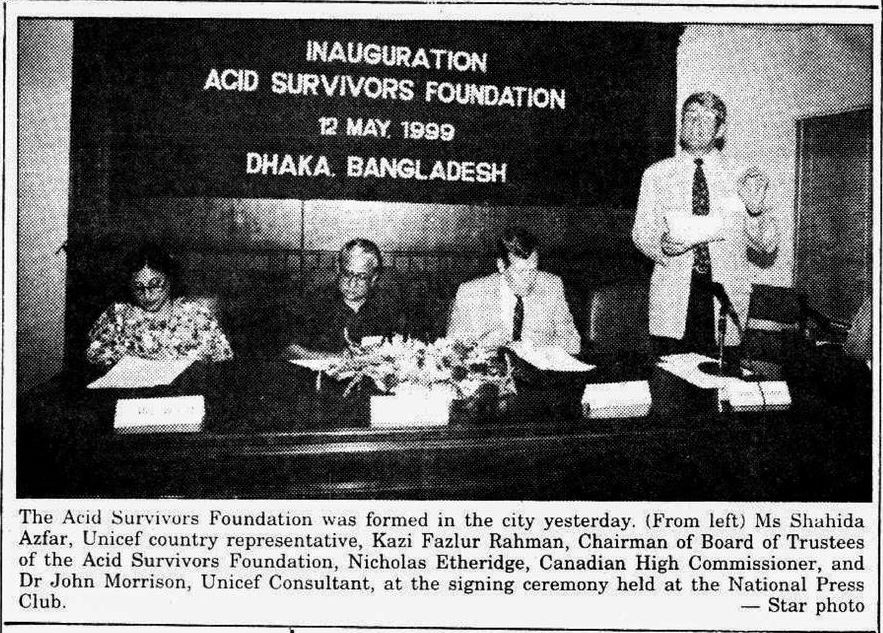 INAUGURATION
ACID SURVIVORS FOUNDATION
12 MAY, 1999
DHAKA, BANGLADESH
The Acid Survivors Foundation was formed in the city yesterday. (From left) Ms Shahida
Azfar, Unicef country representative, Kazi Fazlur Rahman, Chairman of Board of Trustees
of the Acid Survivors Foundation, Nicholas Etheridge, Canadian High Commissioner, and
Dr John Morrison, Unicef Consultant, at the signing ceremony held at the National Press
Club.
— Star photo